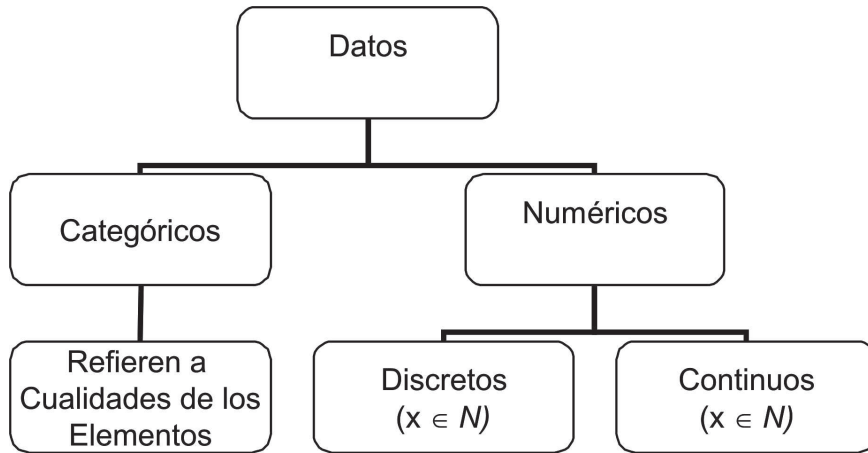 Datos
Categóricos
Numéricos
Refieren a
Cualidades de los
Elementos
Discretos
(x ∈ N)
Continuos
(x ∈ N)